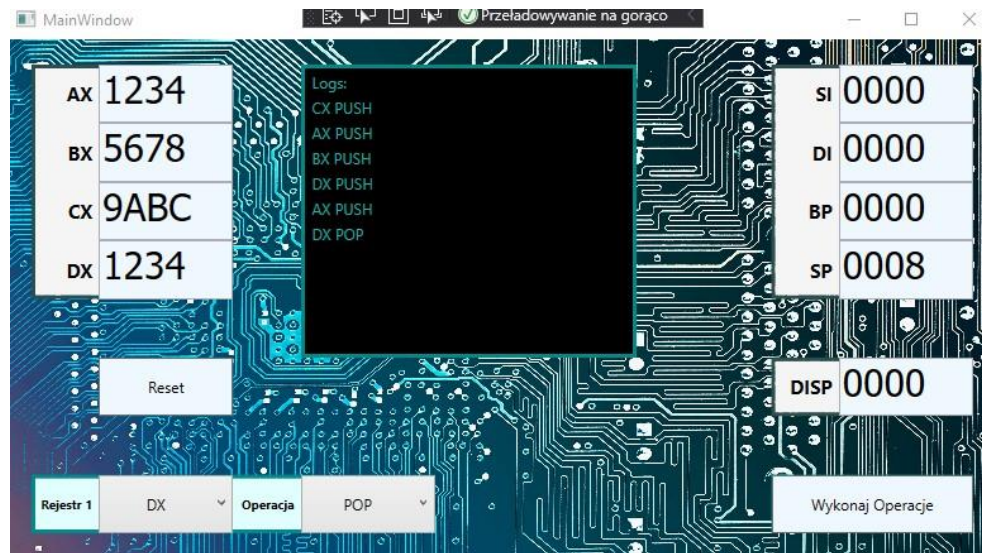 MainWindow
Przeładowywanie na gorąco
AX 1234
BX 5678
CX 9ABC
DX 1234
Logs:
CX PUSH
AX PUSH
BX PUSH
DX PUSH
AX PUSH
DX POP
SI 0000
DI 0000
BP 0000
SP 0008
Reset
DISP 0000
Rejestr 1 DX Operacja POP
Wykonaj Operacje